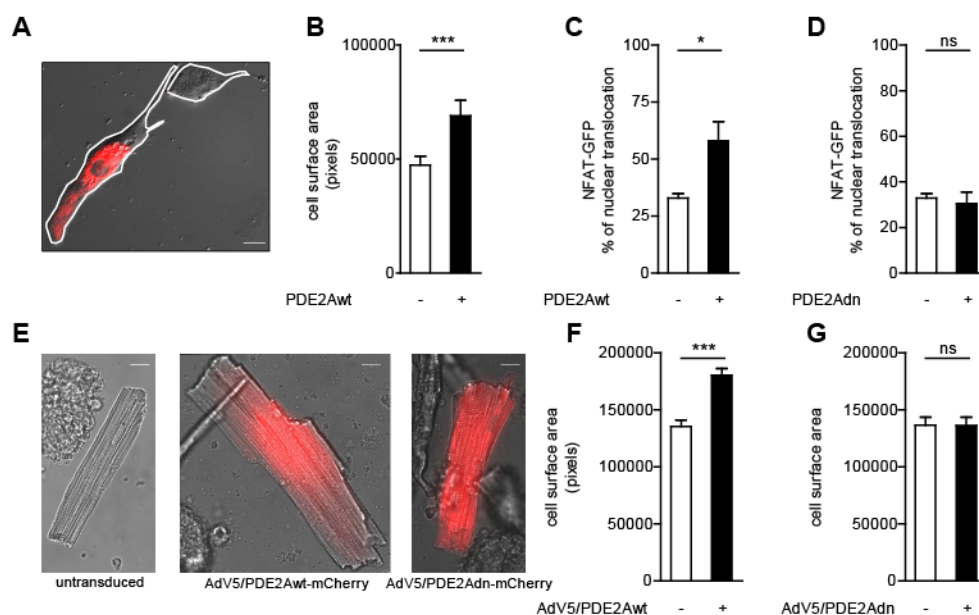 A
B
100000
50000
0
cell surface area
(pixels)
***
PDE2Awt
-
+
C
100
75
50
25
0
NFAT-GFP
% of nuclear translocation
*
PDE2Awt
-
+
D
100
80
60
40
20
0
NFAT-GFP
% of nuclear translocation
ns
PDE2Adn
-
+
E
untransduced
AdV5/PDE2Awt-mCherry
AdV5/PDE2Adn-mCherry
F
200000
150000
100000
50000
0
cell surface area
(pixels)
***
AdV5/PDE2Awt
-
+
G
200000
150000
100000
50000
0
cell surface area
ns
AdV5/PDE2Adn
-
+